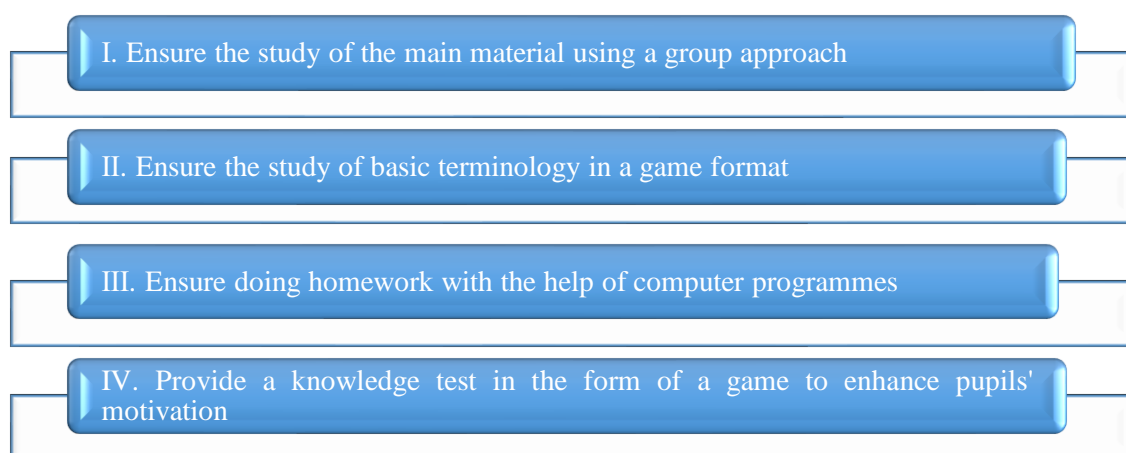 I. Ensure the study of the main material using a group approach
II. Ensure the study of basic terminology in a game format
III. Ensure doing homework with the help of computer programmes
IV. Provide a knowledge test in the form of a game to enhance pupils'
motivation